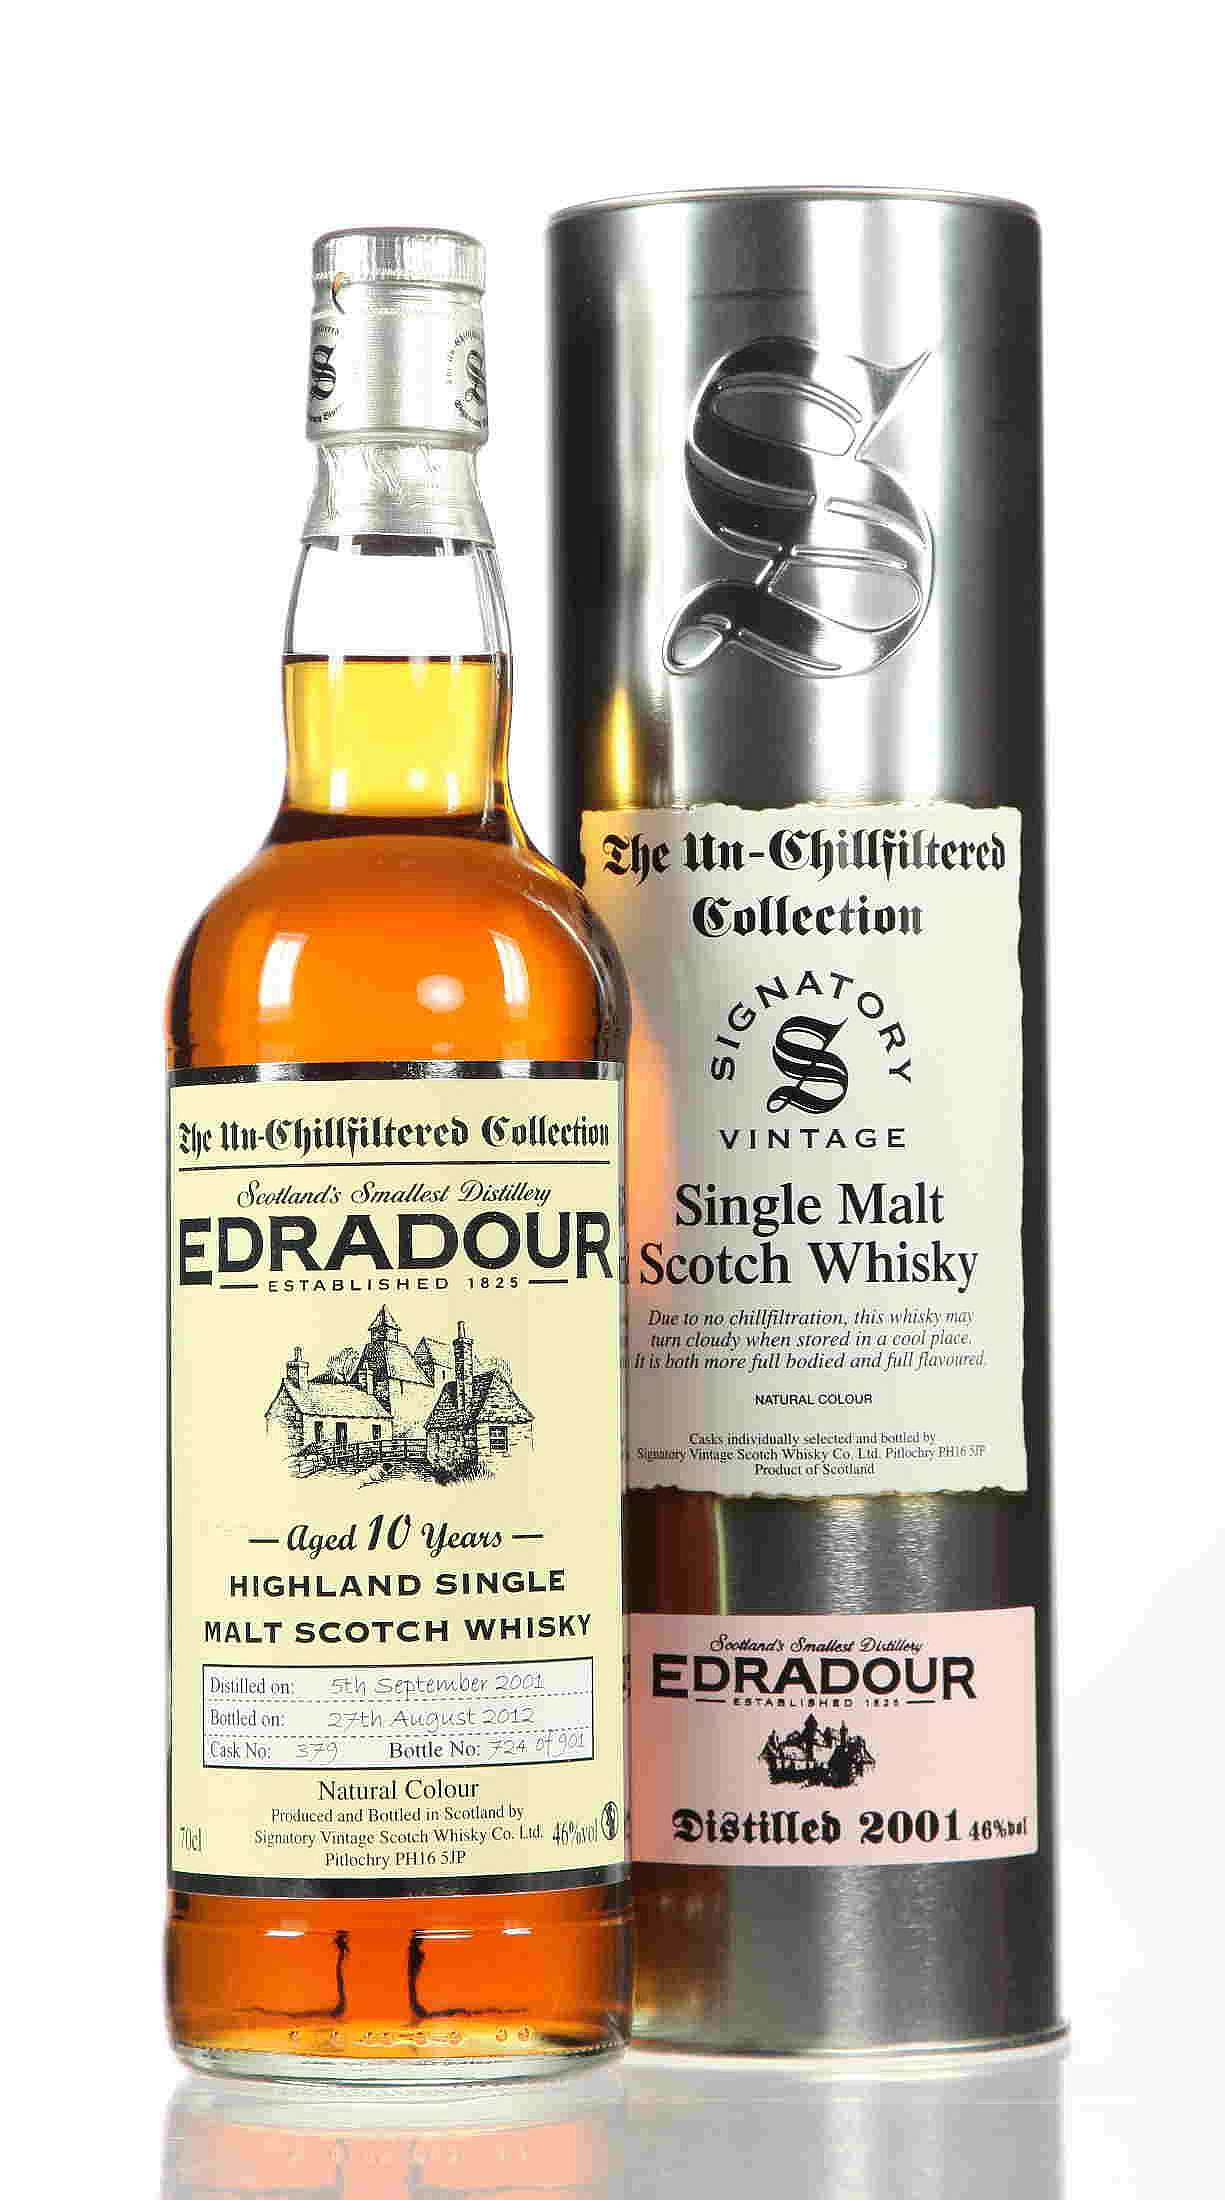 The Un-Chillfiltered Collection
Scotland's Smallest Distillery
EDRADOUR
ESTABLISHED 1825
Aged 10 Years
HIGHLAND SINGLE
MALT SCOTCH WHISKY
Distilled on: 5th September 2001
Bottled on: 27th August 2012
Cask No: 379 Bottle No: 724 of 901
Natural Colour
Produced and Bottled in Scotland by
Signatory Vintage Scotch Whisky Co. Ltd.
Pitlochry PH16 5JP
70cl
46%vol
The Un-Chillfiltered
Collection
SIGNATORY
S
VINTAGE
Single Malt
Scotch Whisky
Due to no chillfiltration, this whisky may
turn cloudy when stored in a cool place.
It is both more full bodied and full flavoured.
NATURAL COLOUR
Casks individually selected and bottled by
Signatory Vintage Scotch Whisky Co. Ltd. Pitlochry PH16 5JP
Product of Scotland
Scotland's Smallest Distillery
EDRADOUR
ESTABLISHED 1825
Distilled 2001 46%vol